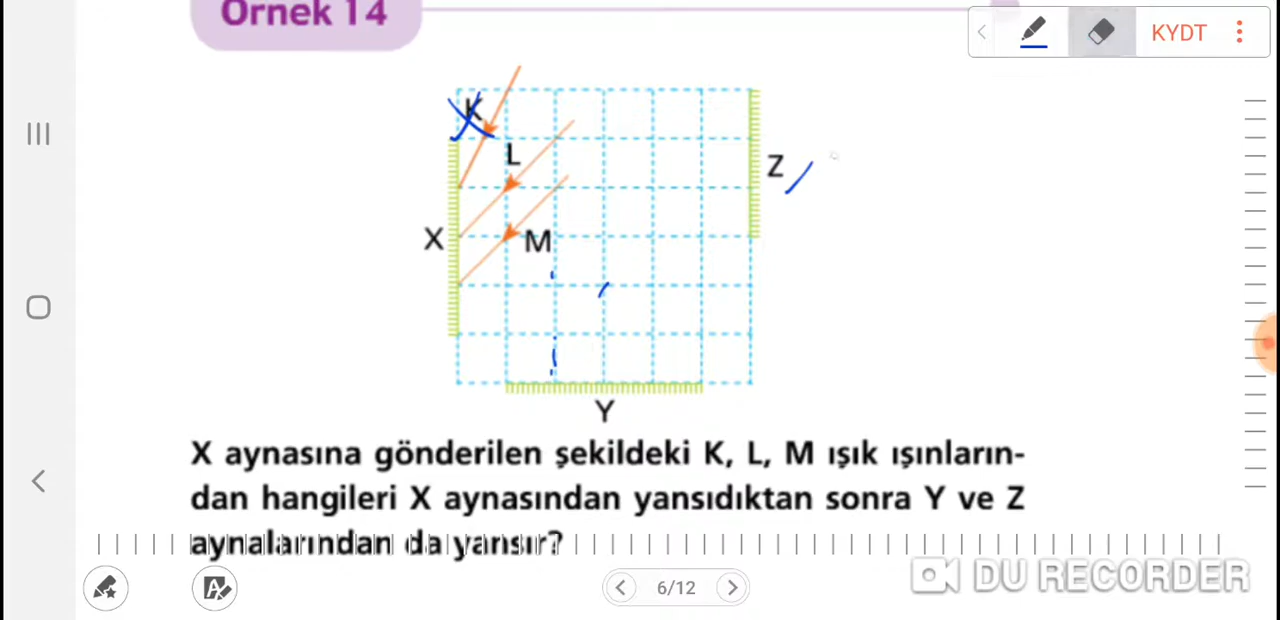 Örnek 14
KYDT
K
L
Z
X
M
Y
X aynasına gönderilen şekildeki K, L, M ışık ışınların-
dan hangileri X aynasından yansıdıktan sonra Y ve Z
aynalarından da yansır?
6/12
DU RECORDER